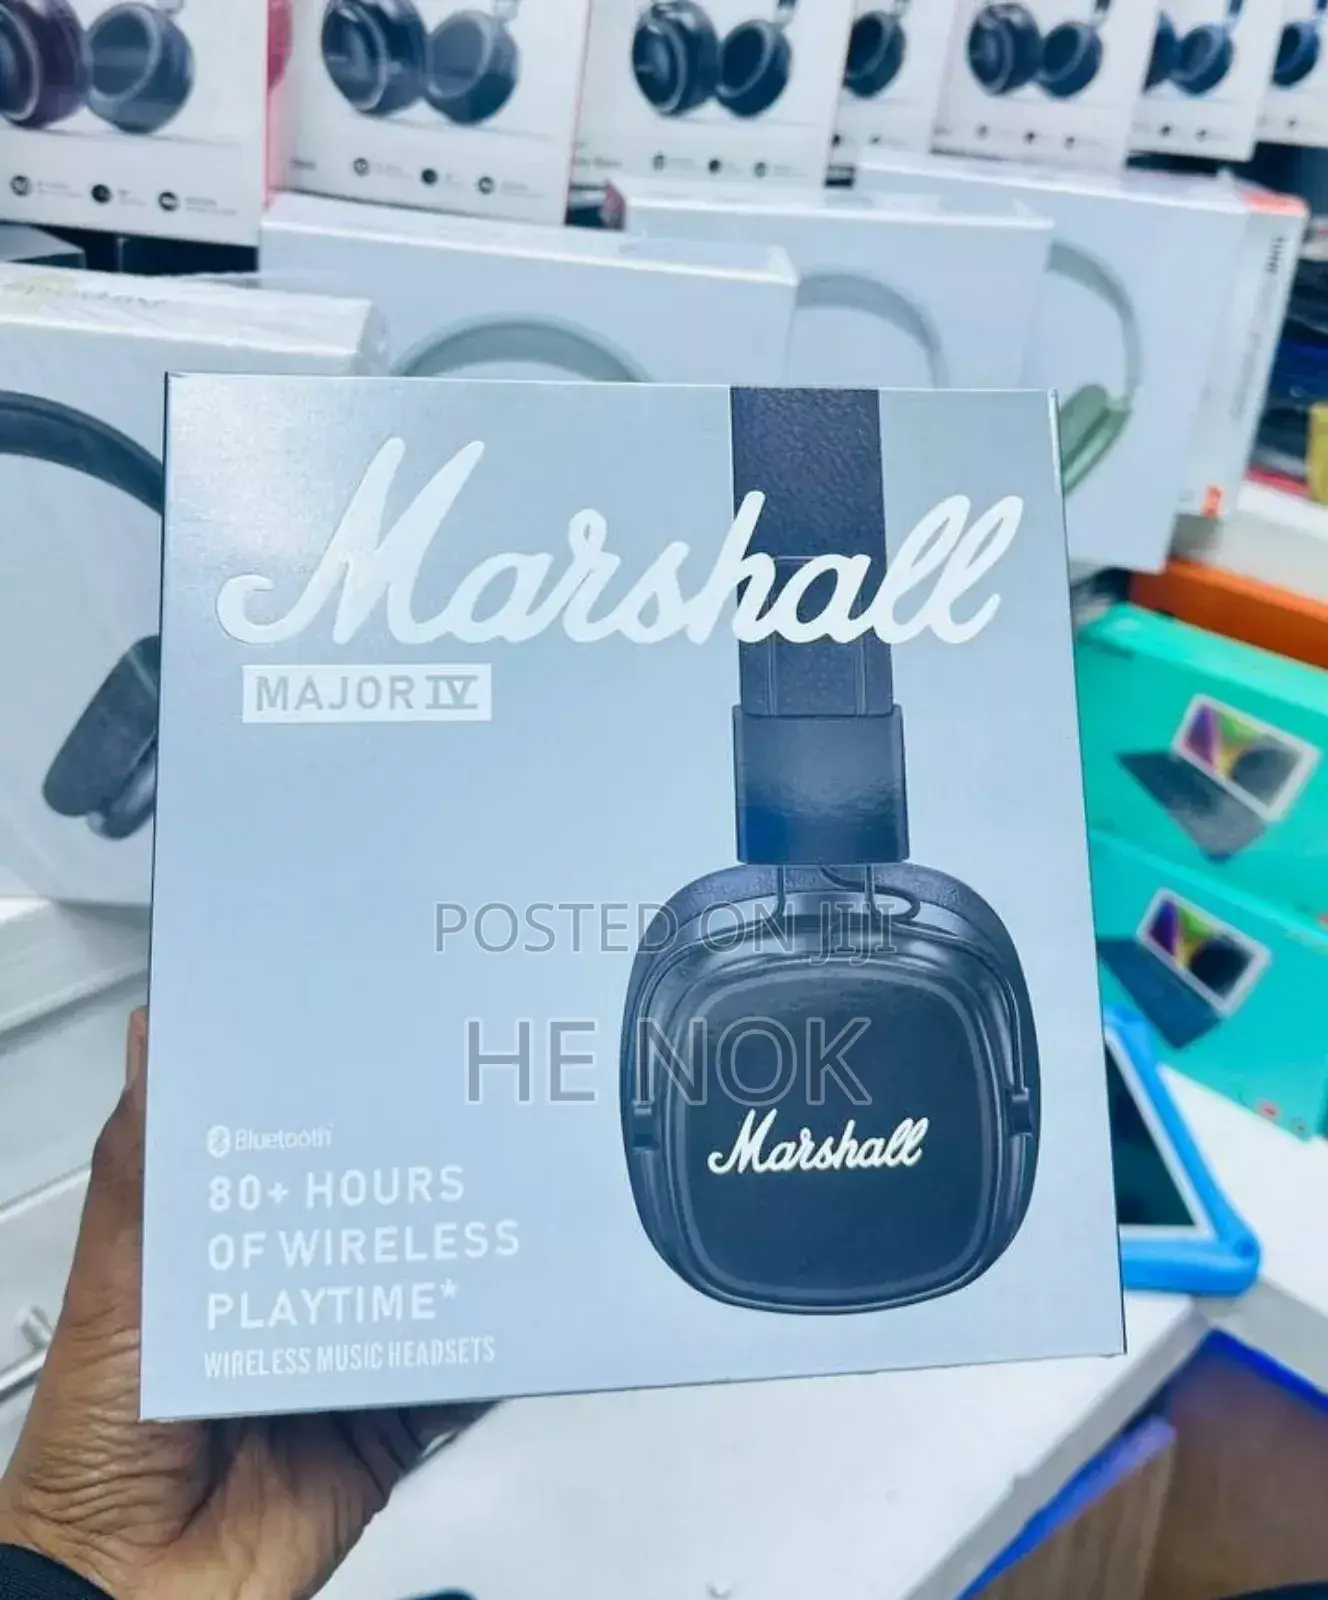 Marshall
MAJOR IV
POSTED ON JIJI
HE NOK
Marshall
Bluetooth
80+ HOURS
OF WIRELESS
PLAYTIME*
WIRELESS MUSIC HEADSETS